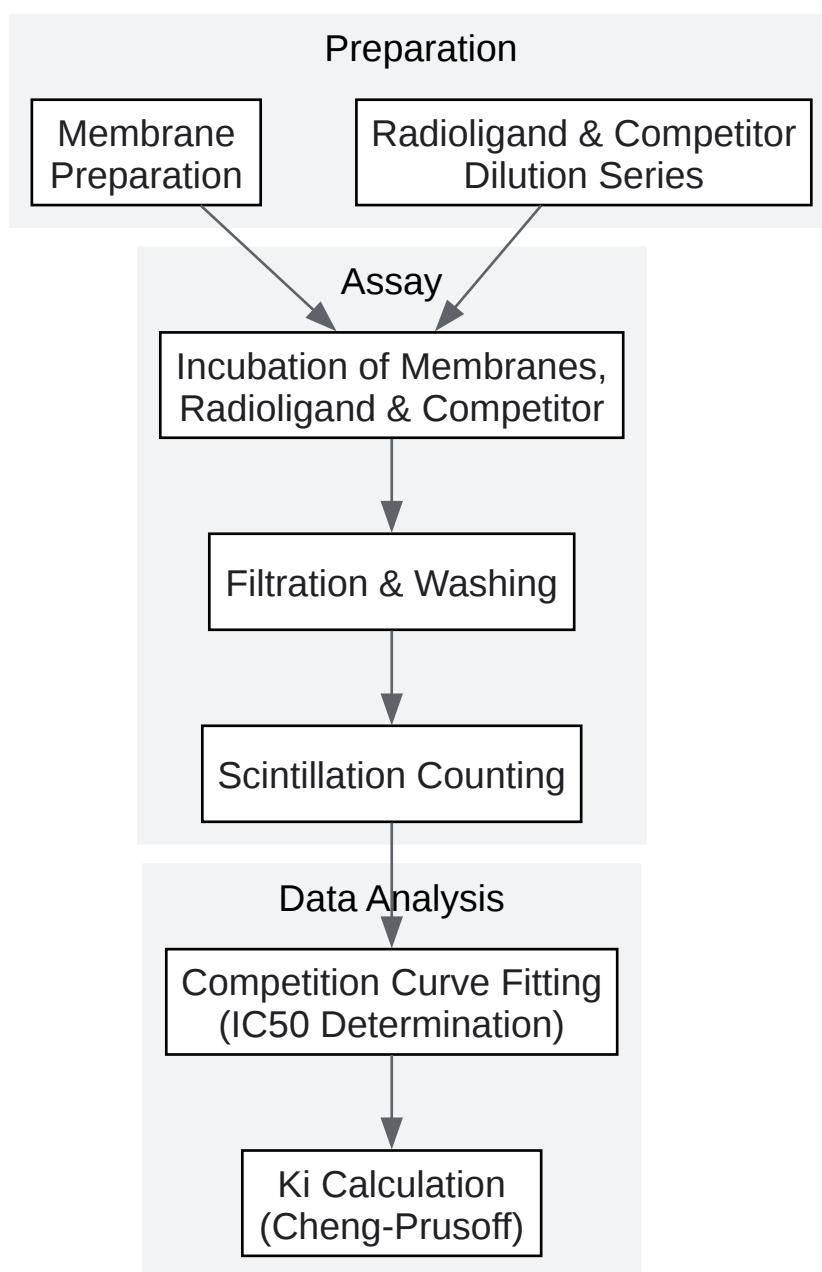 Preparation
Membrane
Preparation
Radioligand & Competitor
Dilution Series
Assay
Incubation of Membranes,
Radioligand & Competitor
Filtration & Washing
Scintillation Counting
Data Analysis
Competition Curve Fitting
(IC50 Determination)
Ki Calculation
(Cheng-Prusoff)